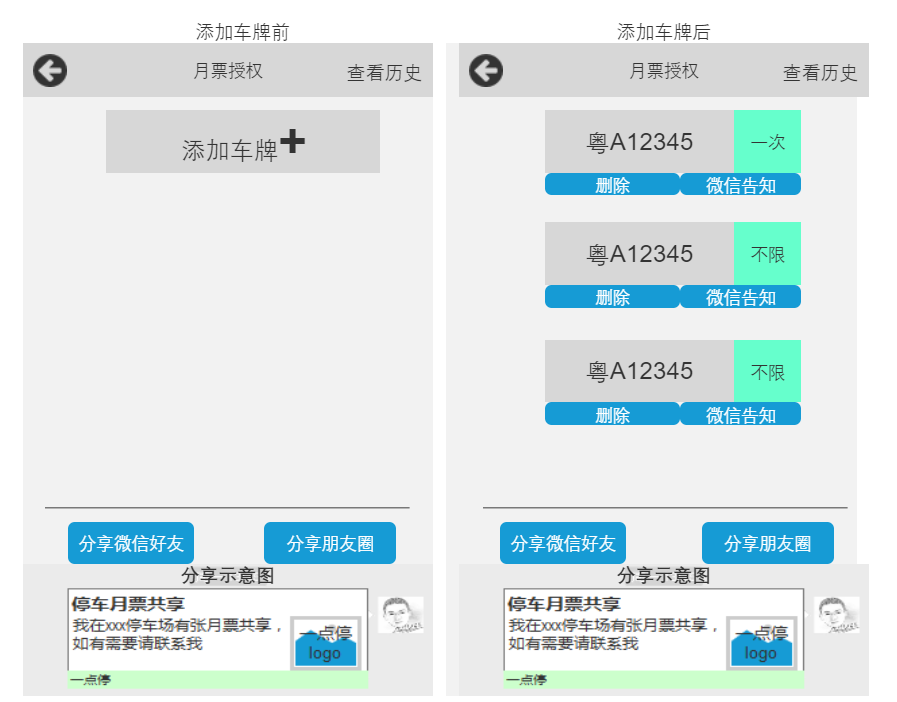 添加车牌前
月票授权
查看历史
添加车牌+
分享微信好友
分享朋友圈
分享示意图
停车月票共享
我在xxx停车场有张月票共享，
如有需要请联系我
一点停
logo
一点停
添加车牌后
月票授权
查看历史
粤A12345
一次
删除
微信告知
粤A12345
不限
删除
微信告知
粤A12345
不限
删除
微信告知
分享微信好友
分享朋友圈
分享示意图
停车月票共享
我在xxx停车场有张月票共享，
如有需要请联系我
一点停
logo
一点停